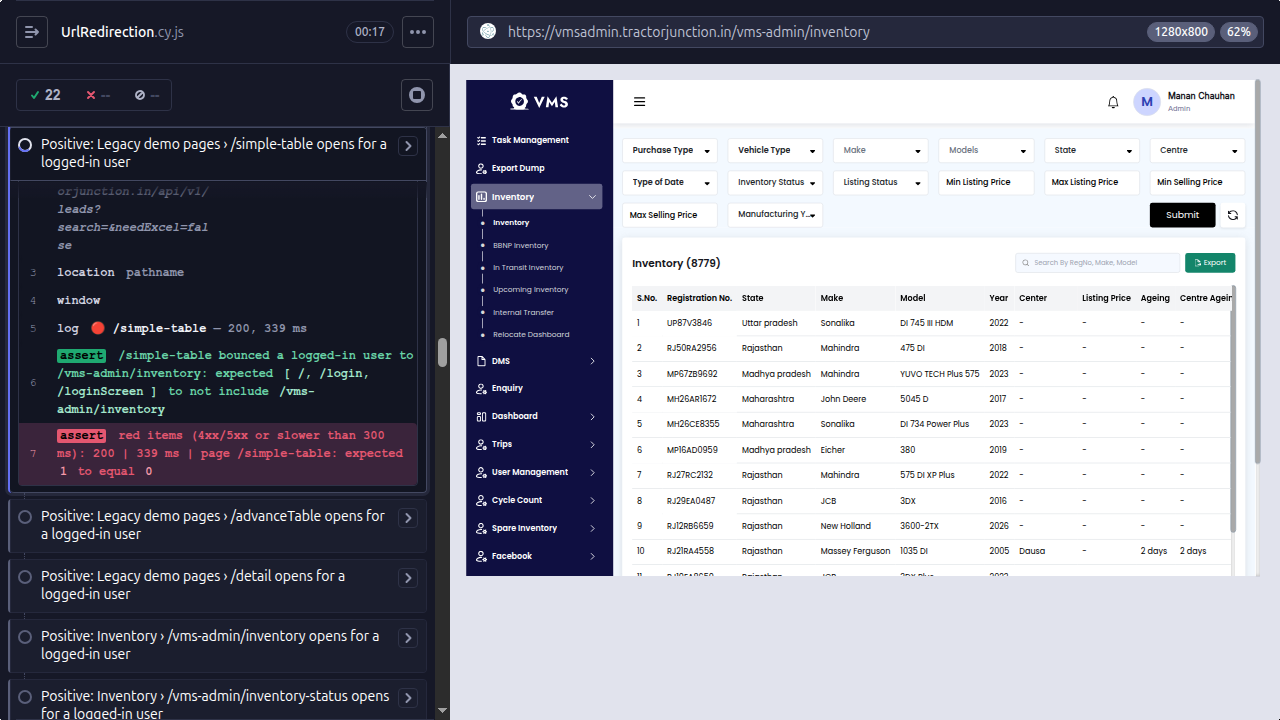 UrlRedirection.cy.js
00:17
22
--
--
Positive: Legacy demo pages › /simple-table opens for a
logged-in user
orjunction.in/api/v1/
leads?
search=&needExcel=fal
se
3 location pathname
4 window
5 log 🔴 /simple-table — 200, 339 ms
6 assert /simple-table bounced a logged-in user to
/vms-admin/inventory: expected [ /, /login,
/loginScreen ] to not include /vms-
admin/inventory
7 assert red items (4xx/5xx or slower than 300
ms): 200 | 339 ms | page /simple-table: expected
1 to equal 0
Positive: Legacy demo pages › /advanceTable opens for
a logged-in user
Positive: Legacy demo pages › /detail opens for a
logged-in user
Positive: Inventory › /vms-admin/inventory opens for a
logged-in user
Positive: Inventory › /vms-admin/inventory-status opens
for a logged-in user
https://vmsadmin.tractorjunction.in/vms-admin/inventory
1280x800
62%
VMS
Task Management
Export Dump
Inventory
Inventory
BBNP Inventory
In Transit Inventory
Upcoming Inventory
Internal Transfer
Relocate Dashboard
DMS
Enquiry
Dashboard
Trips
User Management
Cycle Count
Spare Inventory
Facebook
M
Manan Chauhan
Admin
Purchase Type Vehicle Type Make Models State Centre
Type of Date Inventory Status Listing Status Min Listing Price Max Listing Price Min Selling Price
Max Selling Price Manufacturing Y...
Submit
Inventory (8779)
Search By RegNo, Make, Model
Export
S.No. Registration No. State Make Model Year Center Listing Price Ageing Centre Agein
1 UP87V3846 Uttar pradesh Sonalika DI 745 III HDM 2022 - - - -
2 RJ50RA2956 Rajasthan Mahindra 475 DI 2018 - - - -
3 MP67ZB9692 Madhya pradesh Mahindra YUVO TECH Plus 575 2023 - - - -
4 MH26AR1672 Maharashtra John Deere 5045 D 2017 - - - -
5 MH26CE8355 Maharashtra Sonalika DI 734 Power Plus 2023 - - - -
6 MP16AD0959 Madhya pradesh Eicher 380 2019 - - - -
7 RJ27RC2132 Rajasthan Mahindra 575 DI XP Plus 2022 - - - -
8 RJ29EA0487 Rajasthan JCB 3DX 2016 - - - -
9 RJ12RB6659 Rajasthan New Holland 3600-2TX 2026 - - - -
10 RJ21RA4558 Rajasthan Massey Ferguson 1035 DI 2005 Dausa - 2 days 2 days